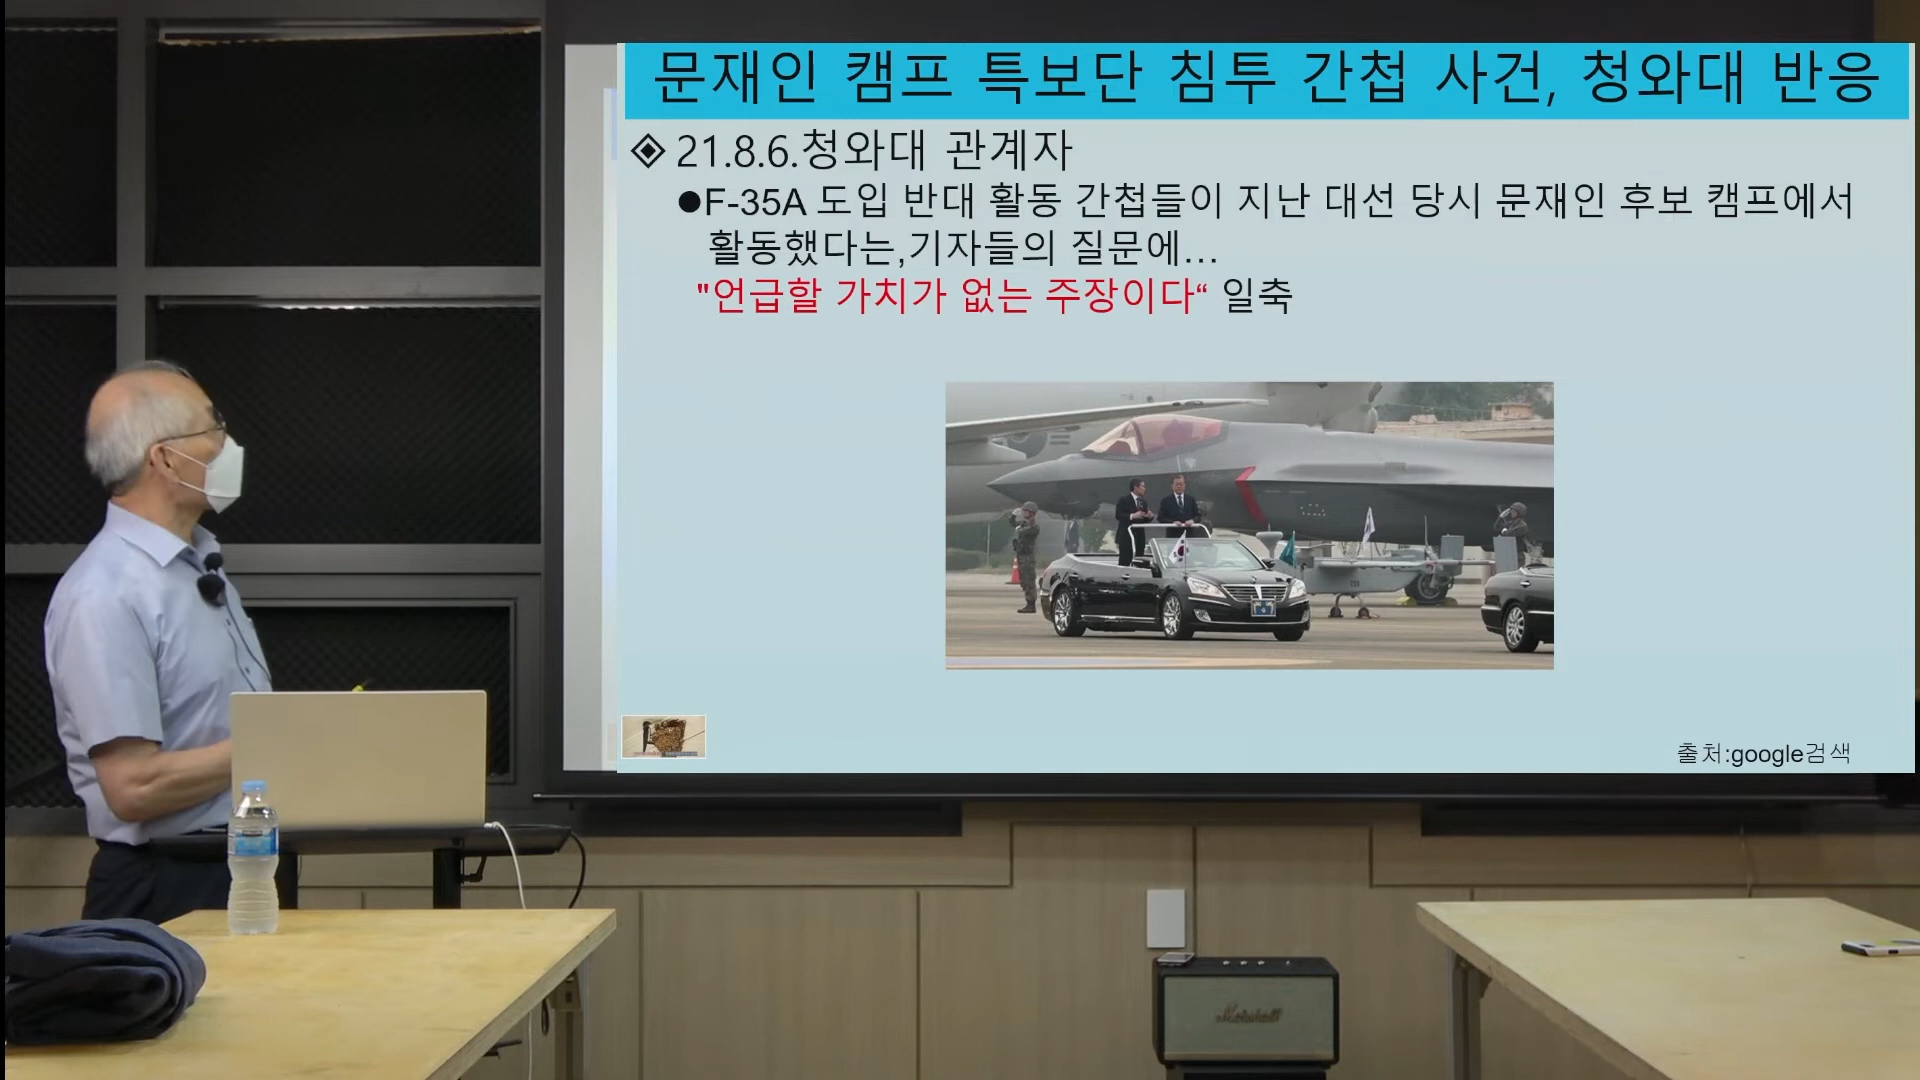 문재인 캠프 특보단 침투 간첩 사건, 청와대 반응
◈ 21.8.6.청와대 관계자
●F-35A 도입 반대 활동 간첩들이 지난 대선 당시 문재인 후보 캠프에서
활동했다는,기자들의 질문에...
"언급할 가치가 없는 주장이다“ 일축
출처:google검색
Marshall